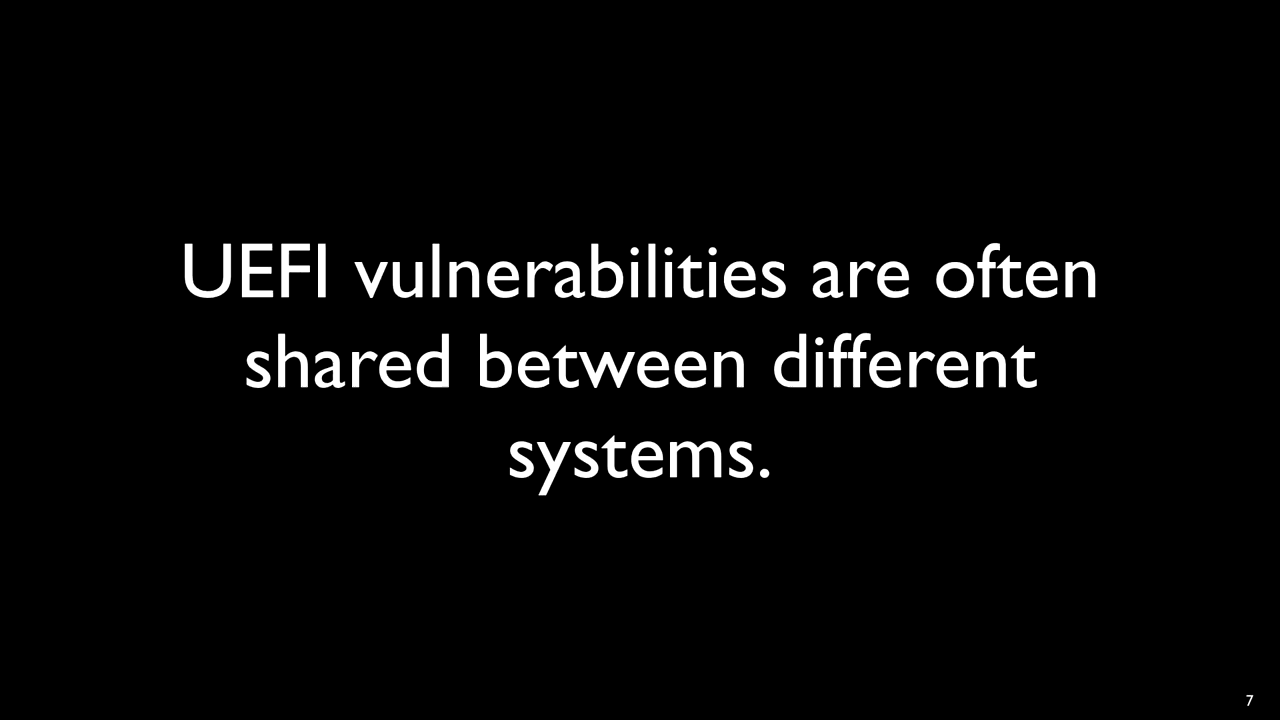 UEFI vulnerabilities are often
shared between different
systems.
7